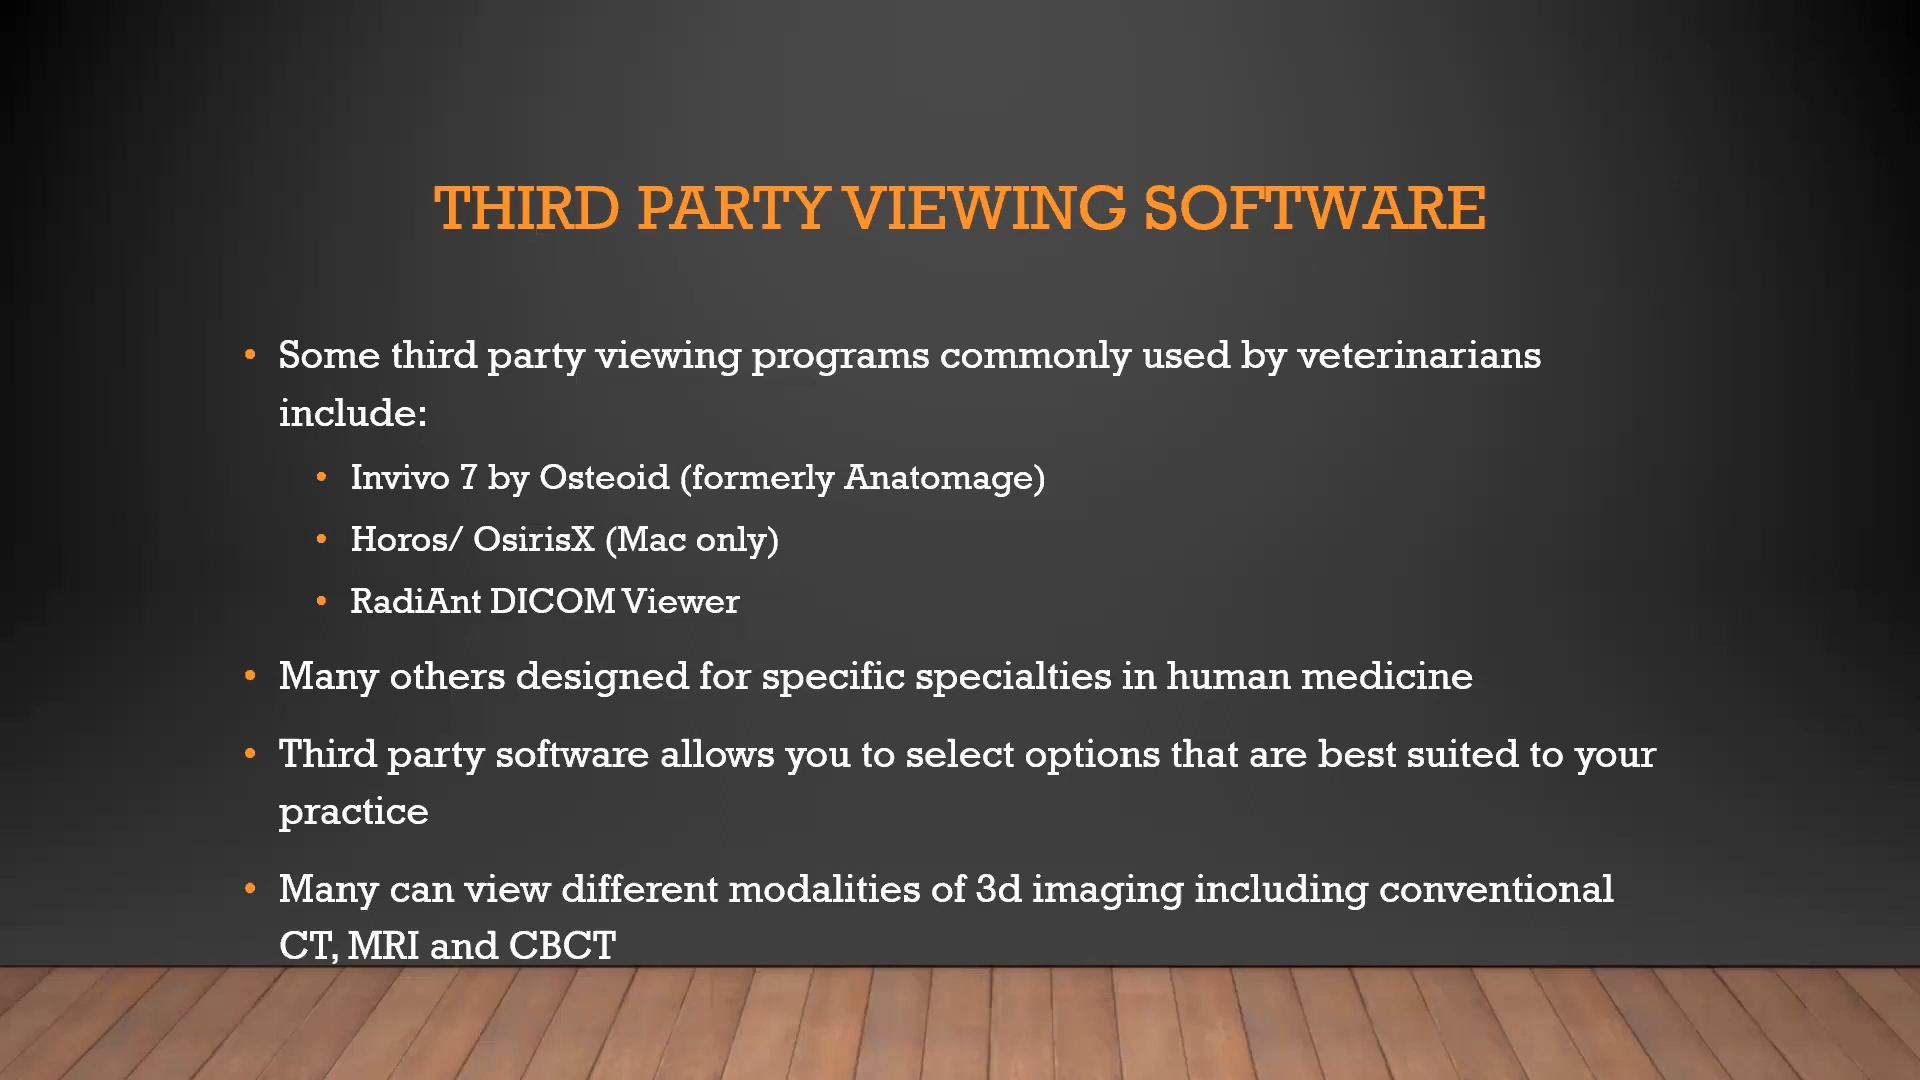 THIRD PARTY VIEWING SOFTWARE
• Some third party viewing programs commonly used by veterinarians
include:
• Invivo 7 by Osteoid (formerly Anatomage)
• Horos/ OsirisX (Mac only)
• RadiAnt DICOM Viewer
• Many others designed for specific specialties in human medicine
• Third party software allows you to select options that are best suited to your
practice
• Many can view different modalities of 3d imaging including conventional
CT, MRI and CBCT